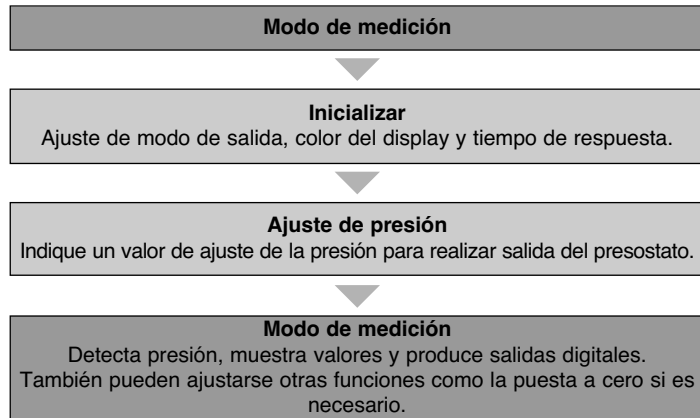 Modo de medición
Inicializar
Ajuste de modo de salida, color del display y tiempo de respuesta.
Ajuste de presión
Indique un valor de ajuste de la presión para realizar salida del presostato.
Modo de medición
Detecta presión, muestra valores y produce salidas digitales.
También pueden ajustarse otras funciones como la puesta a cero si es
necesario.